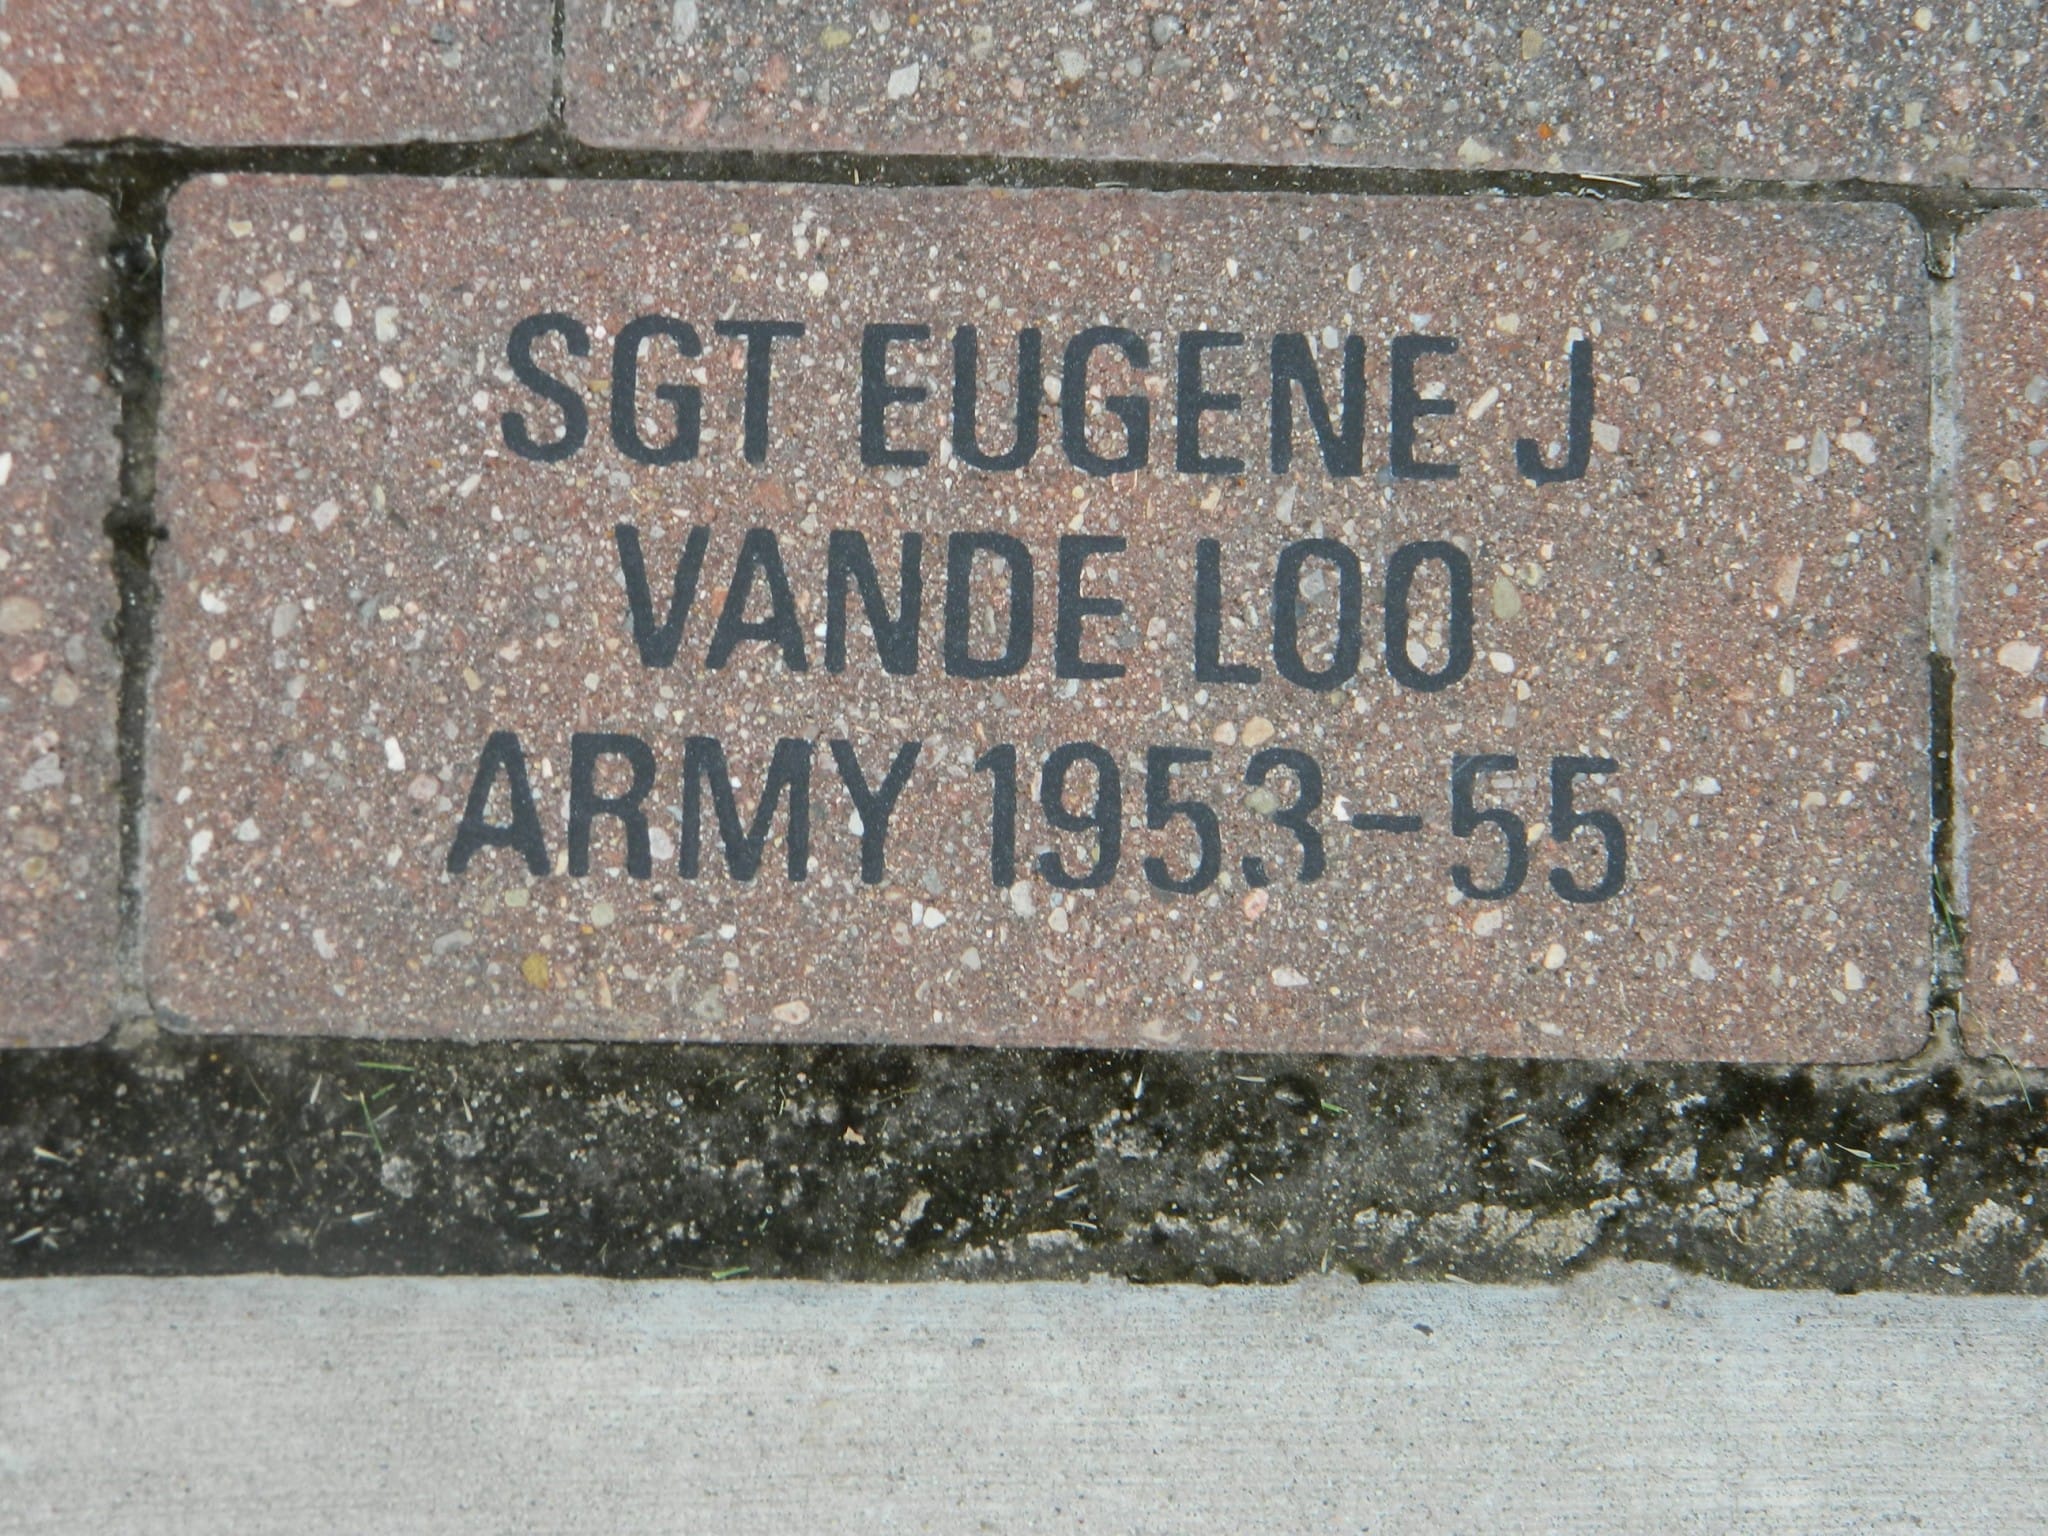 SGT EUGENE J
VANDE LOO
ARMY 1953-55